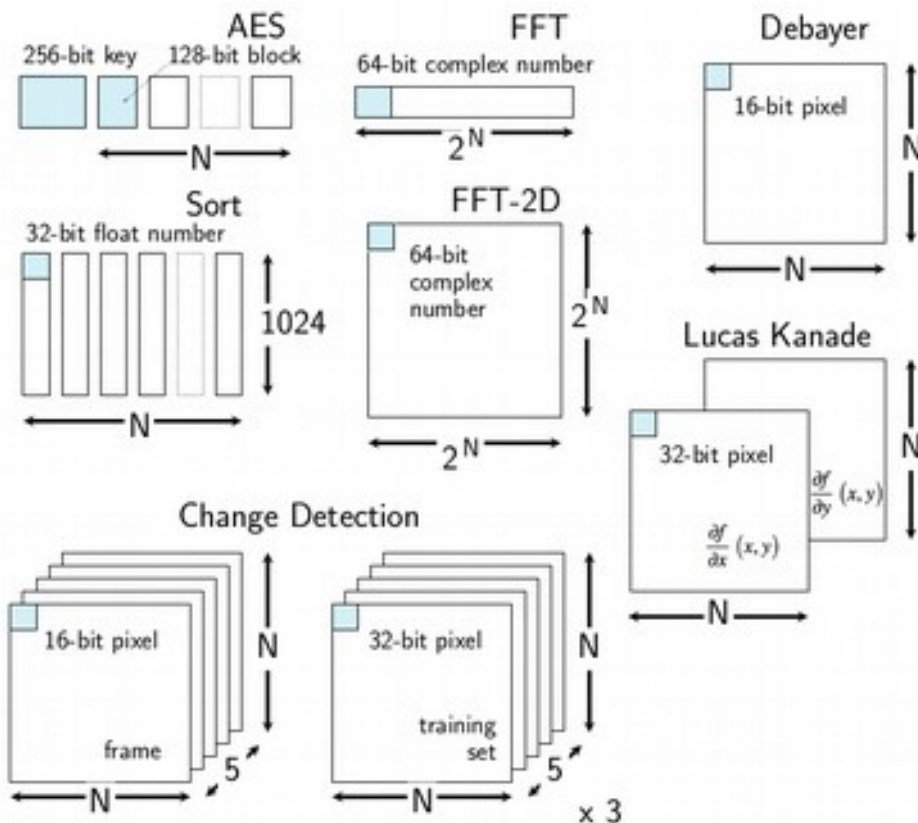 AES
256-bit key
128-bit block
N
FFT
64-bit complex number
2^N
Debayer
16-bit pixel
N
N
Sort
32-bit float number
1024
N
FFT-2D
64-bit
complex
number
2^N
2^N
Lucas Kanade
32-bit pixel
∂f/∂y (x, y)
∂f/∂x (x, y)
N
N
Change Detection
16-bit pixel
frame
N
5
N
32-bit pixel
training
set
N
5
N
x 3